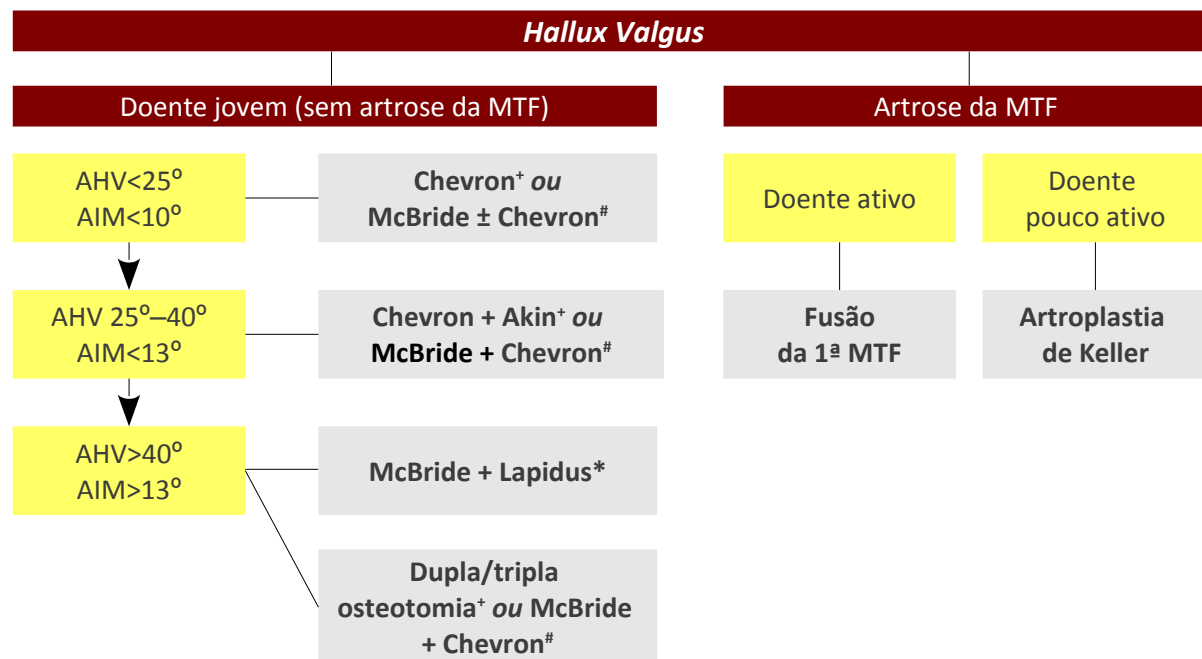 Hallux Valgus
Doente jovem (sem artrose da MTF)
AHV<25º
AIM<10º
Chevron⁺ ou
McBride ± Chevron#
AHV 25º–40º
AIM<13º
Chevron + Akin⁺ ou
McBride + Chevron#
AHV>40º
AIM>13º
McBride + Lapidus*
Dupla/tripla
osteotomia⁺ ou McBride
+ Chevron#
Artrose da MTF
Doente ativo
Doente
pouco ativo
Fusão
da 1ª MTF
Artroplastia
de Keller